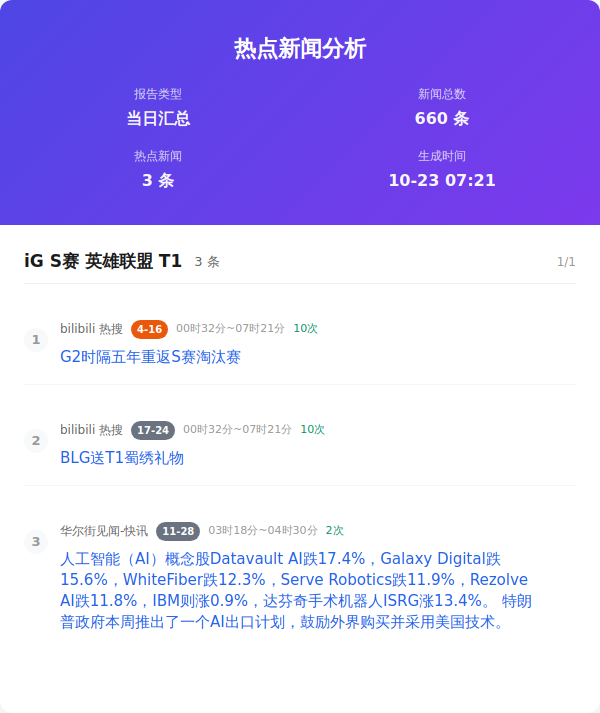 热点新闻分析
报告类型
新闻总数
当日汇总
660 条
热点新闻
生成时间
3 条
10-23 07:21
iG S赛 英雄联盟 T1 3 条 1/1
1
bilibili 热搜 4-16 00时32分~07时21分 10次
G2时隔五年重返S赛淘汰赛
2
bilibili 热搜 17-24 00时32分~07时21分 10次
BLG送T1蜀绣礼物
3
华尔街见闻-快讯 11-28 03时18分~04时30分 2次
人工智能（AI）概念股Datavault AI跌17.4%，Galaxy Digital跌
15.6%，WhiteFiber跌12.3%，Serve Robotics跌11.9%，Rezolve
AI跌11.8%，IBM则涨0.9%，达芬奇手术机器人ISRG涨13.4%。 特朗
普政府本周推出了一个AI出口计划，鼓励外界购买并采用美国技术。